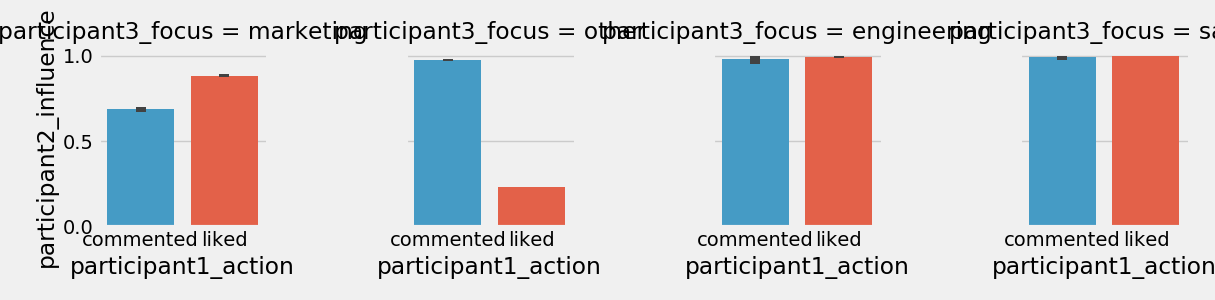 participant3_focus = marketing
participant3_focus = other
participant3_focus = engineering
participant3_focus = sa
participant2_influence
1.0
0.5
0.0
commented liked
commented liked
commented liked
commented liked
participant1_action
participant1_action
participant1_action
participant1_action